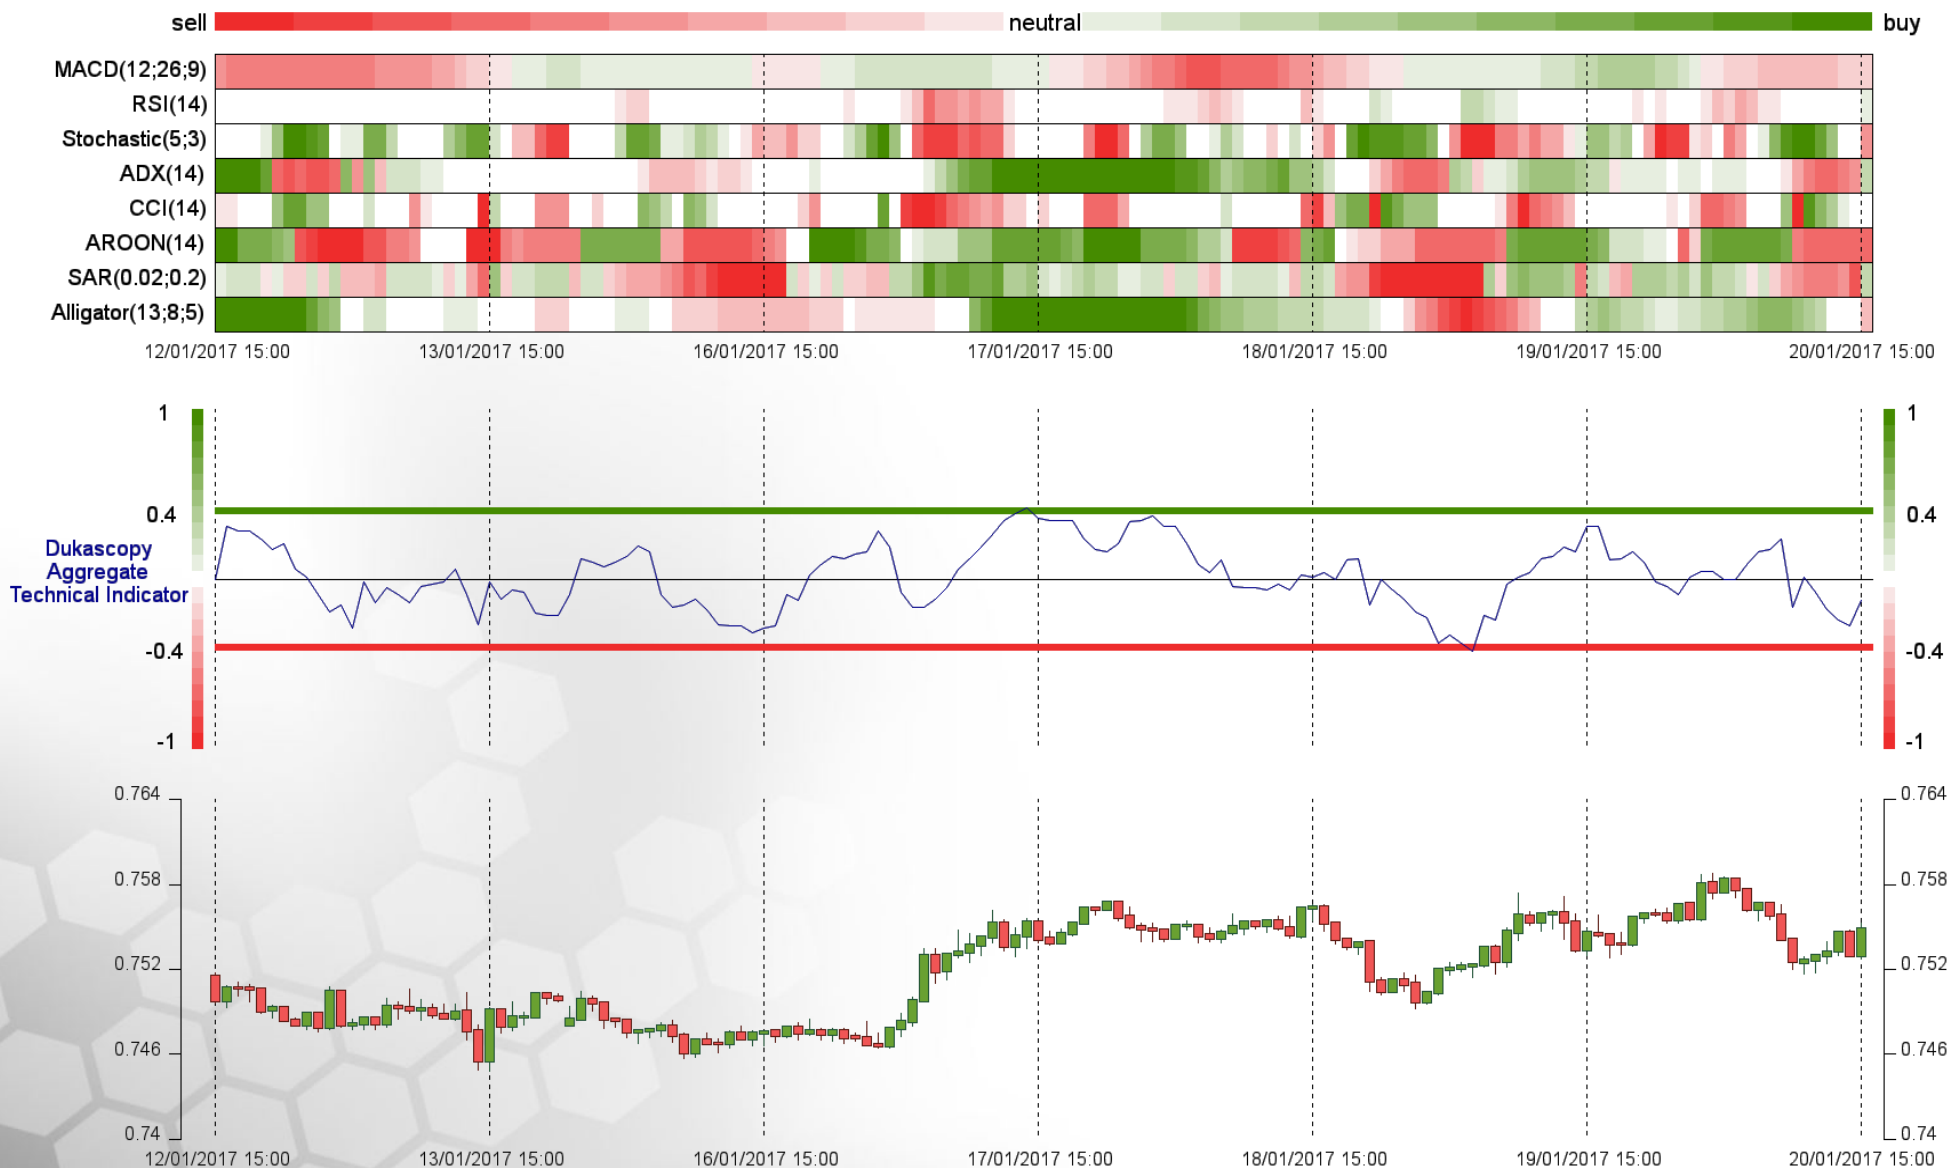 sell neutral buy
MACD(12;26;9)
RSI(14)
Stochastic(5;3)
ADX(14)
CCI(14)
AROON(14)
SAR(0.02;0.2)
Alligator(13;8;5)
12/01/2017 15:00 13/01/2017 15:00 16/01/2017 15:00 17/01/2017 15:00 18/01/2017 15:00 19/01/2017 15:00 20/01/2017 15:00
1 1
0.4 0.4
Dukascopy
Aggregate
Technical Indicator
-0.4 -0.4
-1 -1
0.764 0.764
0.758 0.758
0.752 0.752
0.746 0.746
0.74 0.74
12/01/2017 15:00 13/01/2017 15:00 16/01/2017 15:00 17/01/2017 15:00 18/01/2017 15:00 19/01/2017 15:00 20/01/2017 15:00